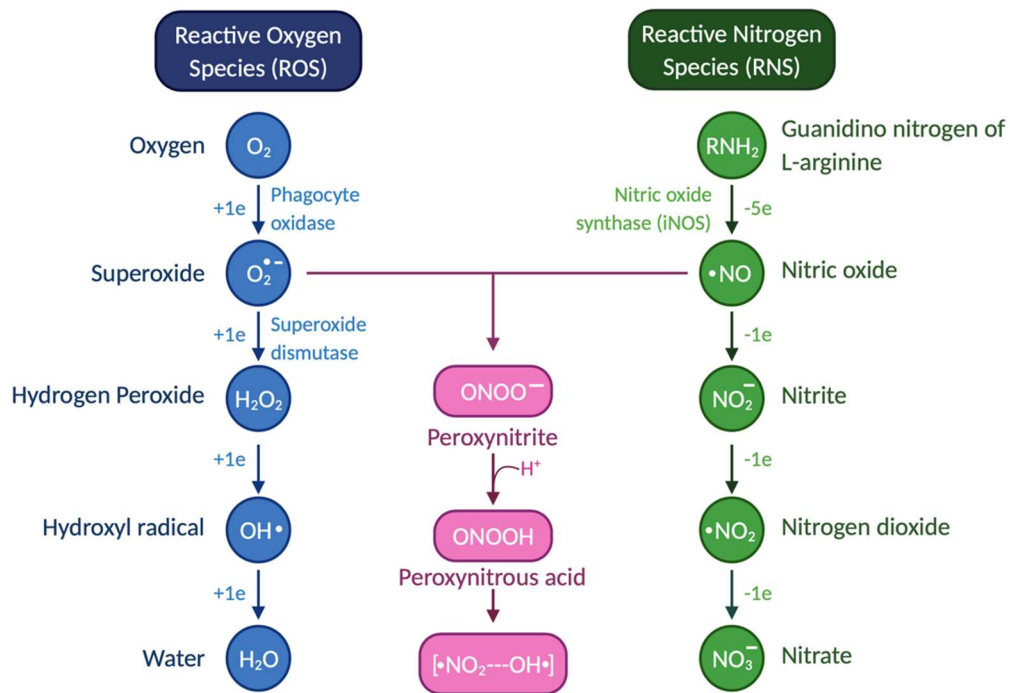 Reactive Oxygen
Species (ROS)
Reactive Nitrogen
Species (RNS)
Oxygen
O₂
+1e
Phagocyte
oxidase
Superoxide
O₂•−
+1e
Superoxide
dismutase
Hydrogen Peroxide
H₂O₂
+1e
Hydroxyl radical
OH•
+1e
Water
H₂O
ONOO−
Peroxynitrite
H⁺
ONOOH
Peroxynitrous acid
[•NO₂---OH•]
RNH₂
Guanidino nitrogen of
L-arginine
Nitric oxide
synthase (iNOS)
-5e
•NO
Nitric oxide
-1e
NO₂−
Nitrite
-1e
•NO₂
Nitrogen dioxide
-1e
NO₃−
Nitrate